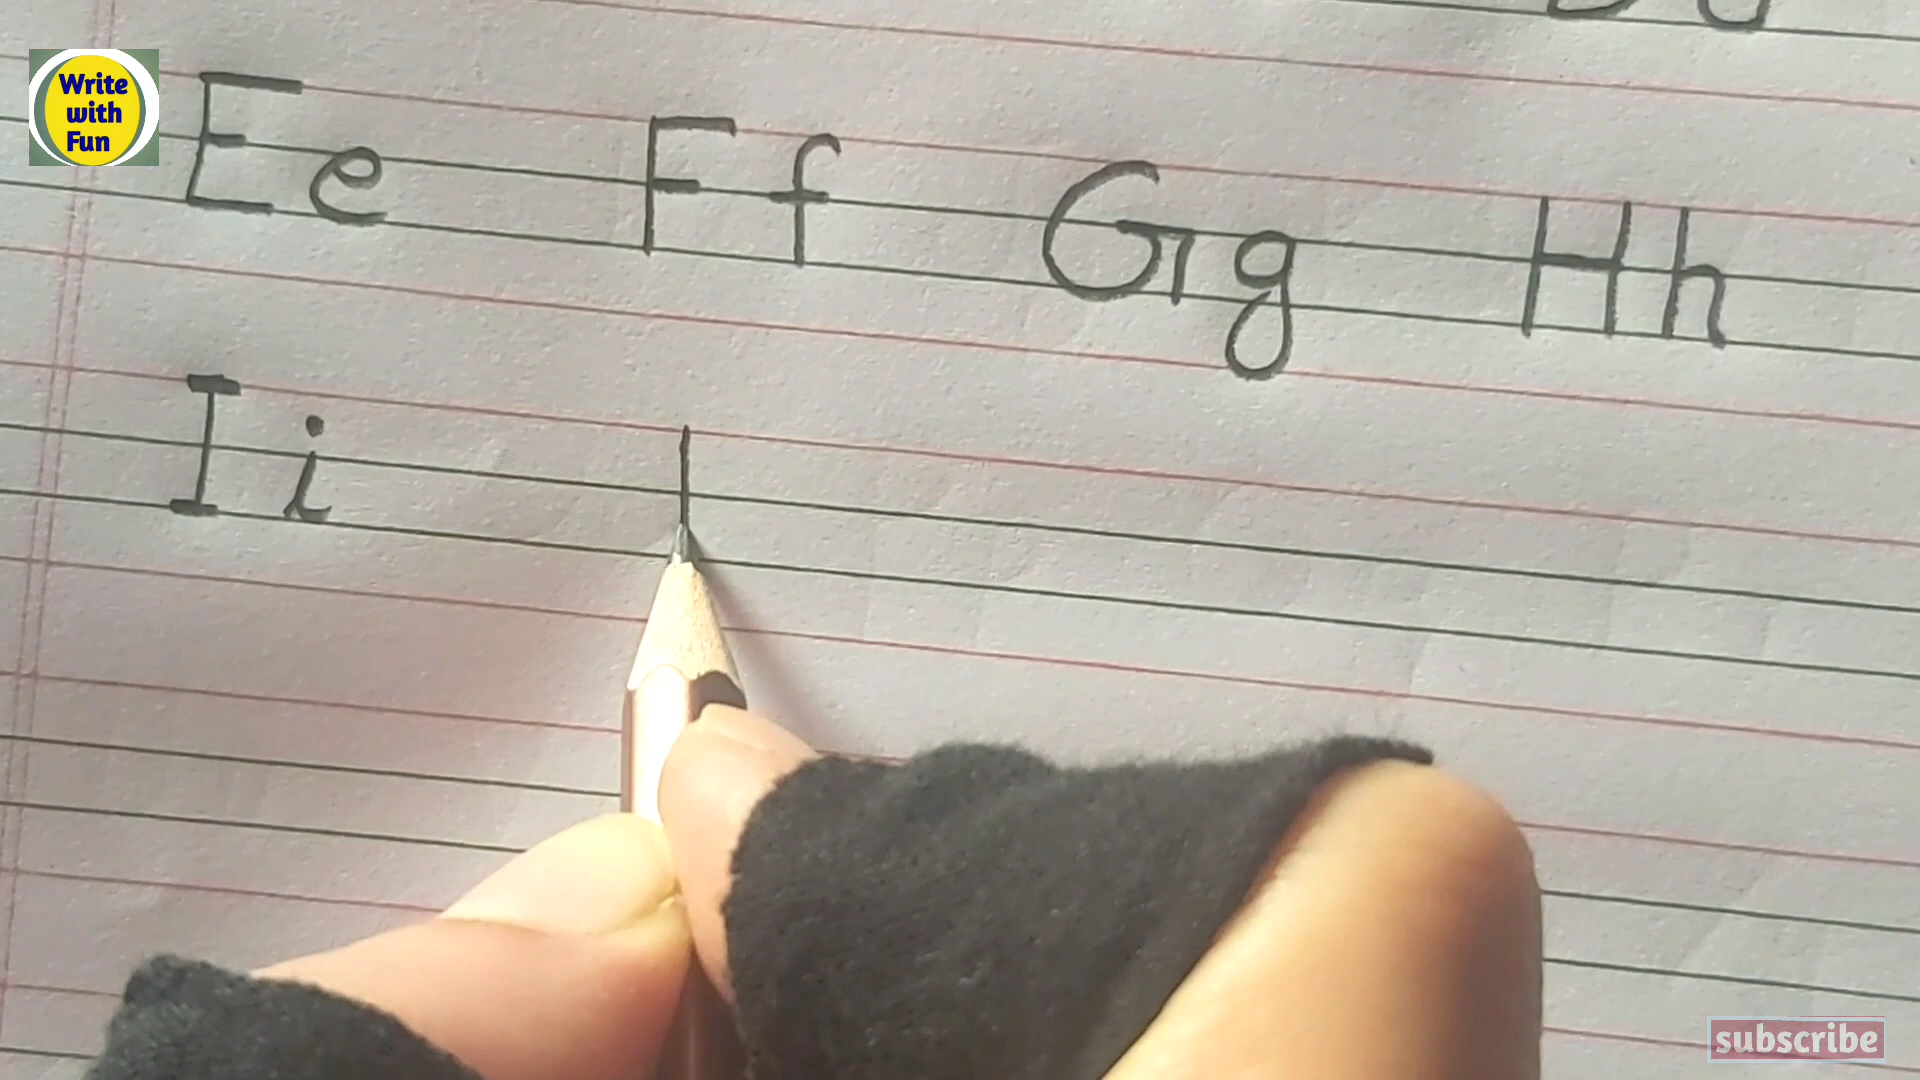 Write
with
Fun
Ee Ff Gg Hh
Ii
subscribe